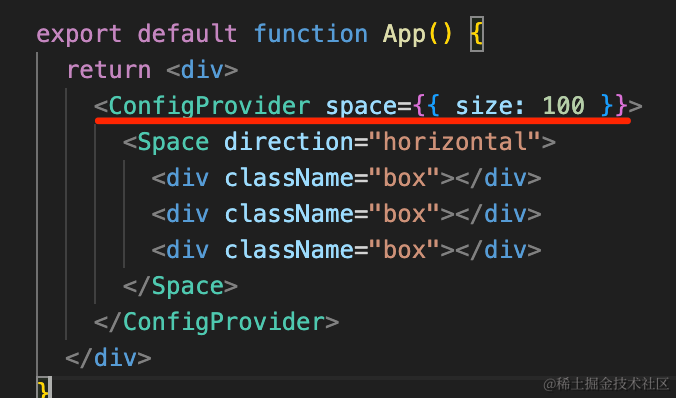 export default function App() {
return <div>
<ConfigProvider space={{ size: 100 }}>
<Space direction="horizontal">
<div className="box"></div>
<div className="box"></div>
<div className="box"></div>
</Space>
</ConfigProvider>
</div>
}
@稀土掘金技术社区